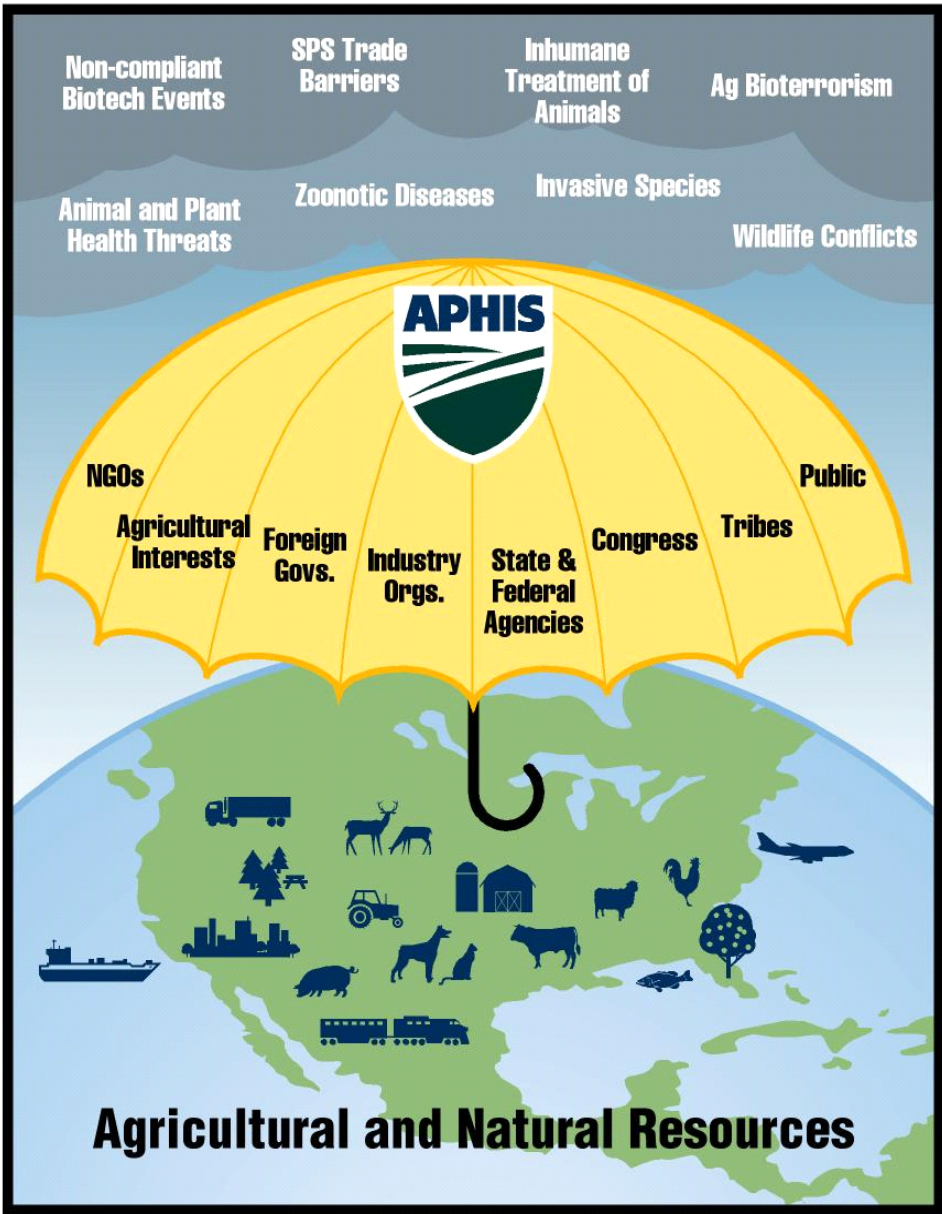 Non-compliant
Biotech Events
SPS Trade
Barriers
Inhumane
Treatment of
Animals
Ag Bioterrorism
Animal and Plant
Health Threats
Zoonotic Diseases
Invasive Species
Wildlife Conflicts
APHIS
NGOs
Agricultural
Interests
Foreign
Govs.
Industry
Orgs.
State &
Federal
Agencies
Congress
Tribes
Public
Agricultural and Natural Resources